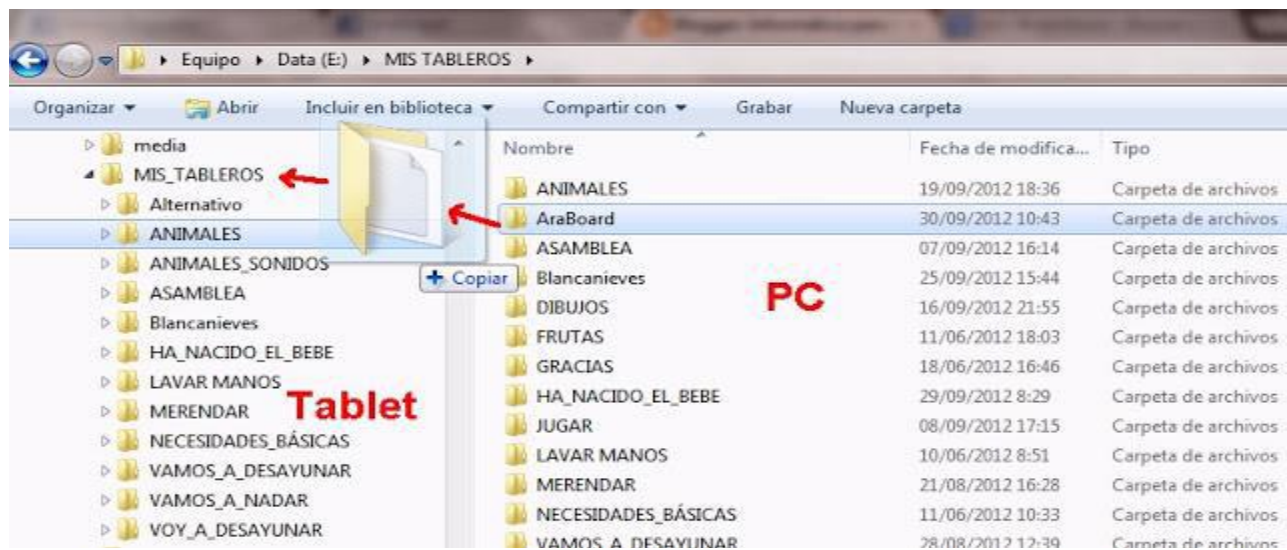 Equipo Data (E:) MIS TABLEROS
Organizar Abrir Incluir en biblioteca Compartir con Grabar Nueva carpeta
media
MIS_TABLEROS
Alternativo
ANIMALES
ANIMALES_SONIDOS
ASAMBLEA
Blancanieves
HA_NACIDO_EL_BEBE
LAVAR MANOS
MERENDAR
NECESIDADES_BÁSICAS
VAMOS_A_DESAYUNAR
VAMOS_A_NADAR
VOY_A_DESAYUNAR
Tablet
Copiar
Nombre Fecha de modifica... Tipo
ANIMALES 19/09/2012 18:36 Carpeta de archivos
AraBoard 30/09/2012 10:43 Carpeta de archivos
ASAMBLEA 07/09/2012 16:14 Carpeta de archivos
Blancanieves 25/09/2012 15:44 Carpeta de archivos
DIBUJOS 16/09/2012 21:55 Carpeta de archivos
FRUTAS 11/06/2012 18:03 Carpeta de archivos
GRACIAS 18/06/2012 16:46 Carpeta de archivos
HA_NACIDO_EL_BEBE 29/09/2012 8:29 Carpeta de archivos
JUGAR 08/09/2012 17:15 Carpeta de archivos
LAVAR MANOS 10/06/2012 8:51 Carpeta de archivos
MERENDAR 21/08/2012 16:28 Carpeta de archivos
NECESIDADES_BÁSICAS 11/06/2012 10:33 Carpeta de archivos
VAMOS A DESAYUNAR 28/08/2012 12:39 Carpeta de archivos
PC